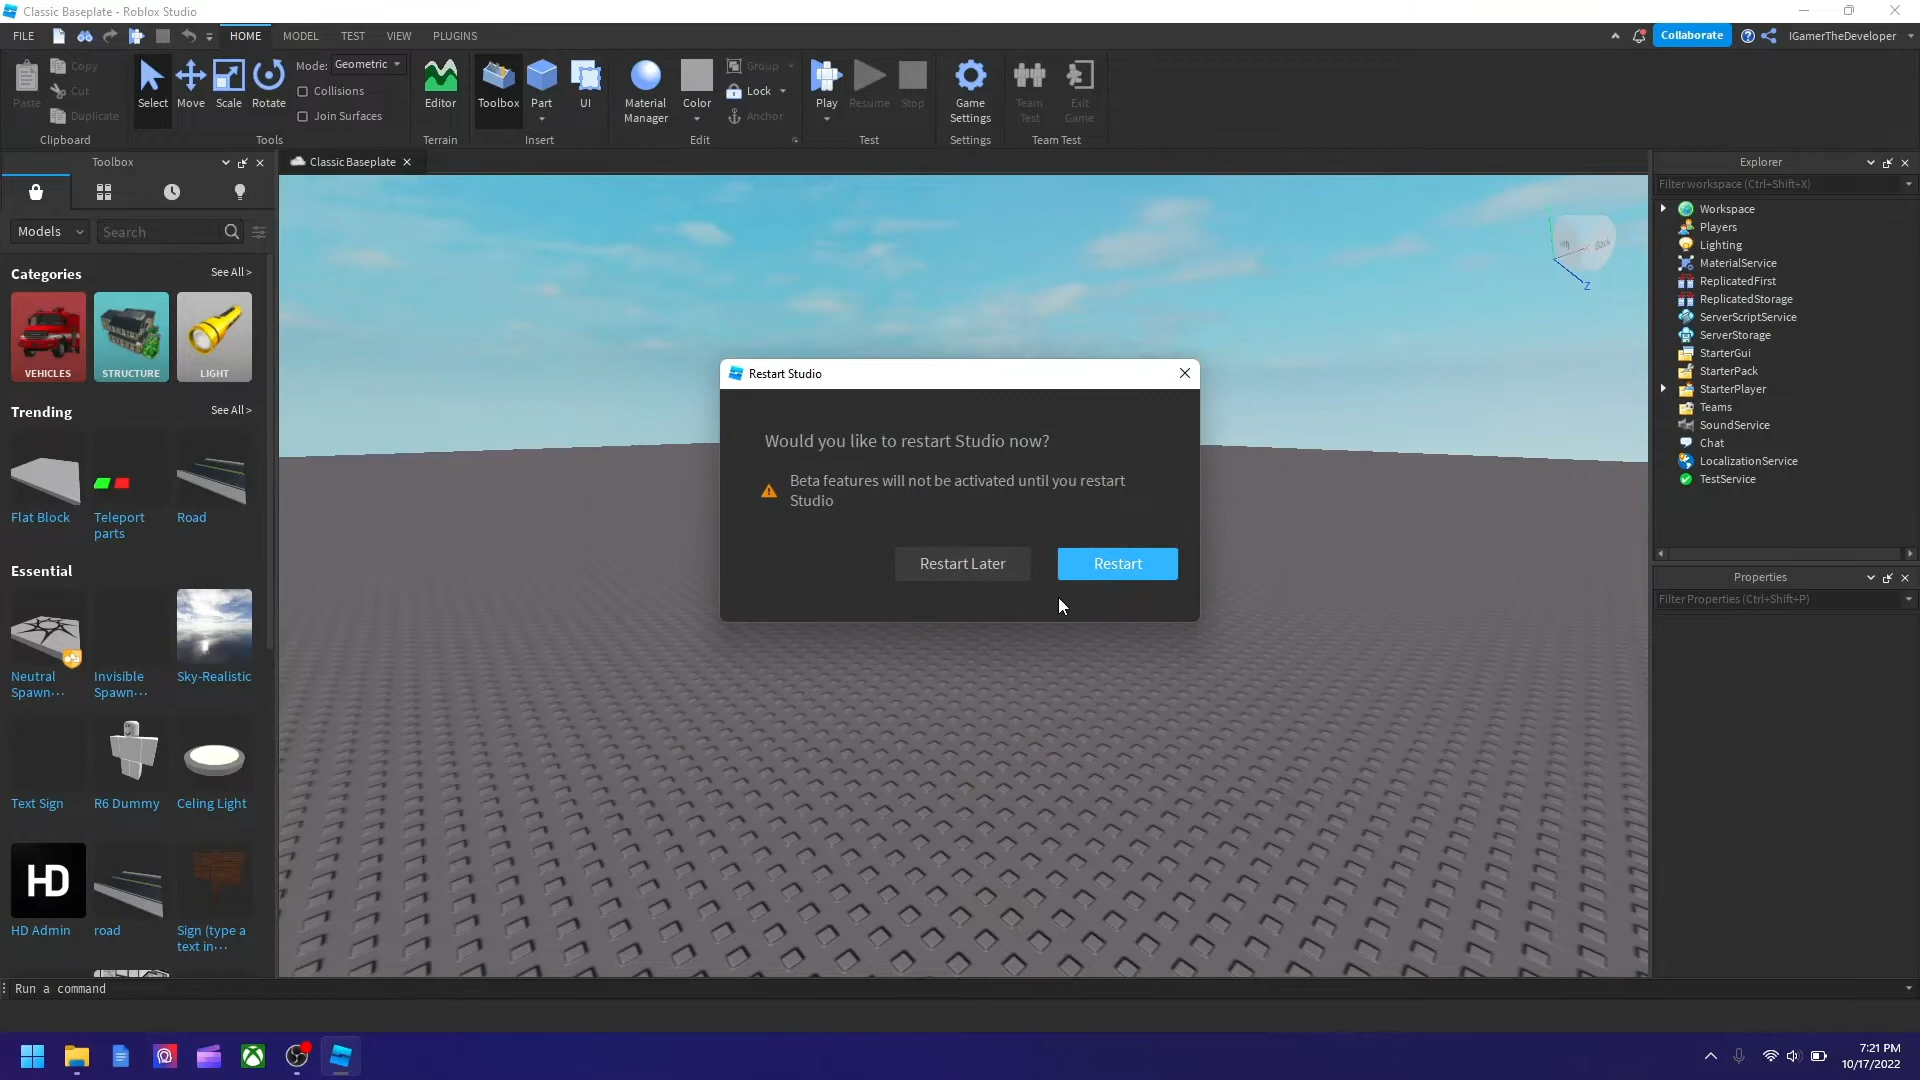 Classic Baseplate - Roblox Studio
FILE
HOME
MODEL
TEST
VIEW
PLUGINS
Collaborate
IGamerTheDeveloper
Paste
Copy
Cut
Duplicate
Clipboard
Select
Move
Scale
Rotate
Mode: Geometric
Collisions
Join Surfaces
Tools
Editor
Terrain
Toolbox
Part
UI
Insert
Material
Manager
Color
Group
Lock
Anchor
Edit
Play
Resume
Stop
Test
Game
Settings
Settings
Team
Test
Exit
Game
Team Test
Toolbox
Models
Search
Categories
See All >
VEHICLES
STRUCTURE
LIGHT
Trending
See All >
Flat Block
Teleport
parts
Road
Essential
Neutral
Spawn...
Invisible
Spawn...
Sky-Realistic
Text Sign
R6 Dummy
Celing Light
HD
HD Admin
road
Sign (type a
text in...
Classic Baseplate
Back
Z
Restart Studio
Would you like to restart Studio now?
Beta features will not be activated until you restart
Studio
Restart Later
Restart
Explorer
Filter workspace (Ctrl+Shift+X)
Workspace
Players
Lighting
MaterialService
ReplicatedFirst
ReplicatedStorage
ServerScriptService
ServerStorage
StarterGui
StarterPack
StarterPlayer
Teams
SoundService
Chat
LocalizationService
TestService
Properties
Filter Properties (Ctrl+Shift+P)
Run a command
7:21 PM
10/17/2022